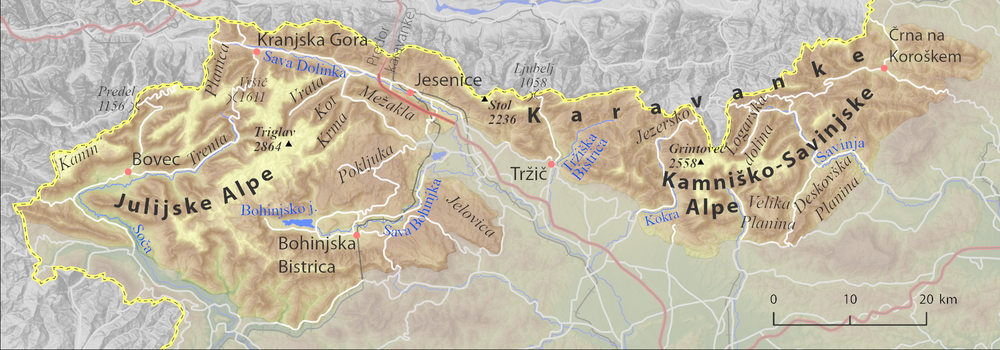 Kranjska Gora
Predor
Karavanke
Črna na
Koroškem
Sava Dolinka
Planica
Vršič
1611
Predel
1156
Vrata
Kot
Krma
Mežakla
Jesenice
Ljubelj
1058
Stol
2236
Karavanke
Jezersko
Logarska
dolina
Triglav
2864
Kanin
Bovec
Trenta
Pokljuka
Tržič
Tržiška
Bistrica
Grintovec
2558
Kamniško-Savinjske
Alpe
Savinja
Julijske Alpe
Bohinjsko j.
Sava Bohinjka
Jelovica
Kokra
Velika
Planina
Deskovška
Planina
Soča
Bohinjska
Bistrica
0 10 20 km